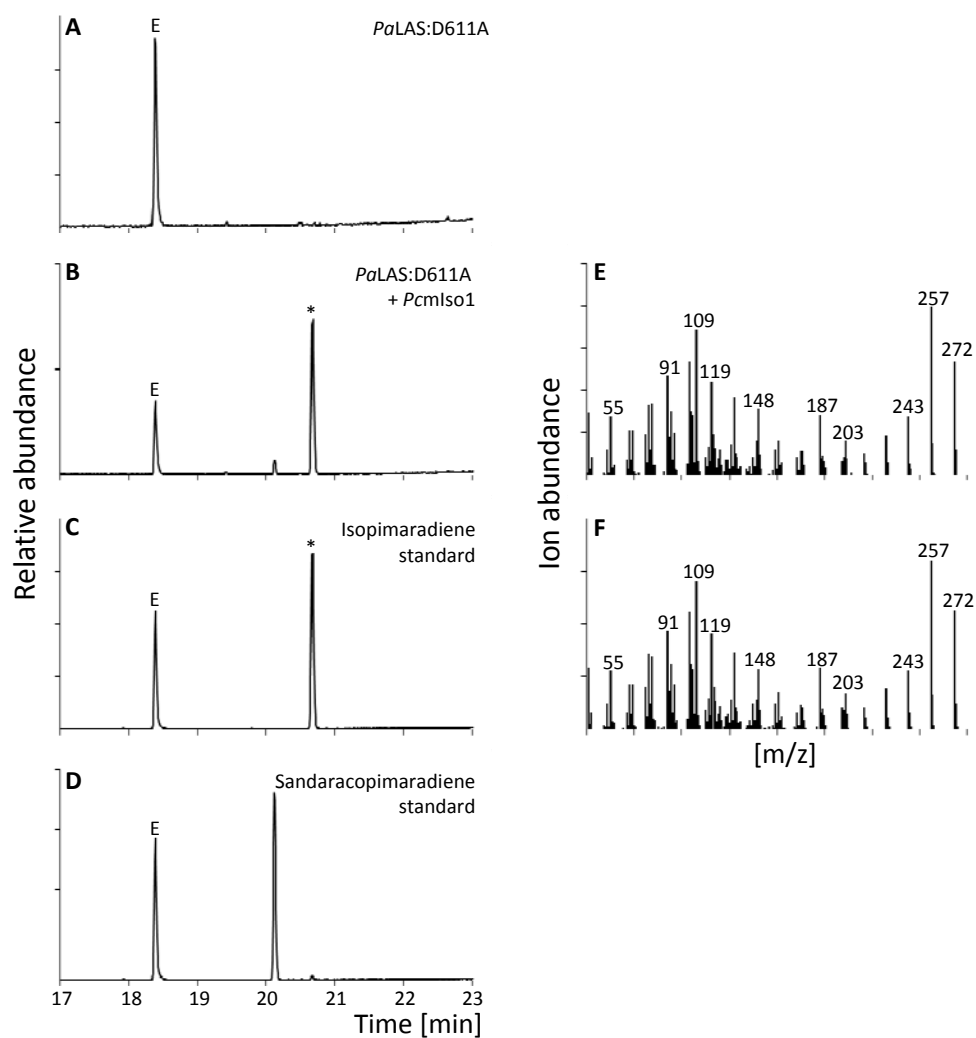 A
E
PaLAS:D611A
B
PaLAS:D611A
+ PcmIso1
*
E
C
Isopimaradiene
standard
*
E
D
Sandaracopimaradiene
standard
E
17 18 19 20 21 22 23
Time [min]
Relative abundance
E
257
109
272
91
119
148
187
243
55
203
F
257
109
272
91
119
148
187
243
55
203
[m/z]
Ion abundance